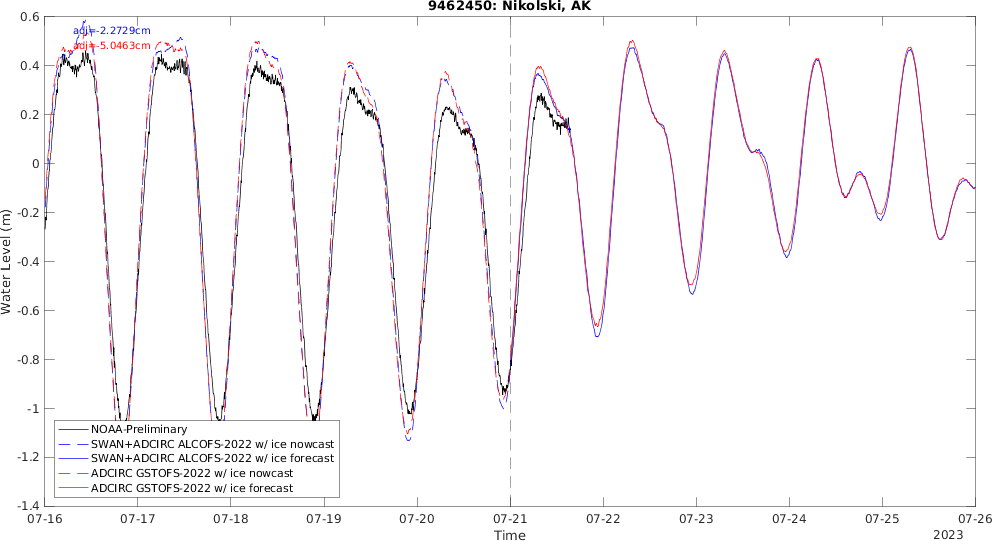 9462450: Nikolski, AK
adj=-2.2729cm
adj=-5.0463cm
0.6
0.4
0.2
0
-0.2
-0.4
-0.6
-0.8
-1
-1.2
-1.4
Water Level (m)
NOAA-Preliminary
SWAN+ADCIRC ALCOFS-2022 w/ ice nowcast
SWAN+ADCIRC ALCOFS-2022 w/ ice forecast
ADCIRC GSTOFS-2022 w/ ice nowcast
ADCIRC GSTOFS-2022 w/ ice forecast
07-16 07-17 07-18 07-19 07-20 07-21 07-22 07-23 07-24 07-25 07-26
Time
2023